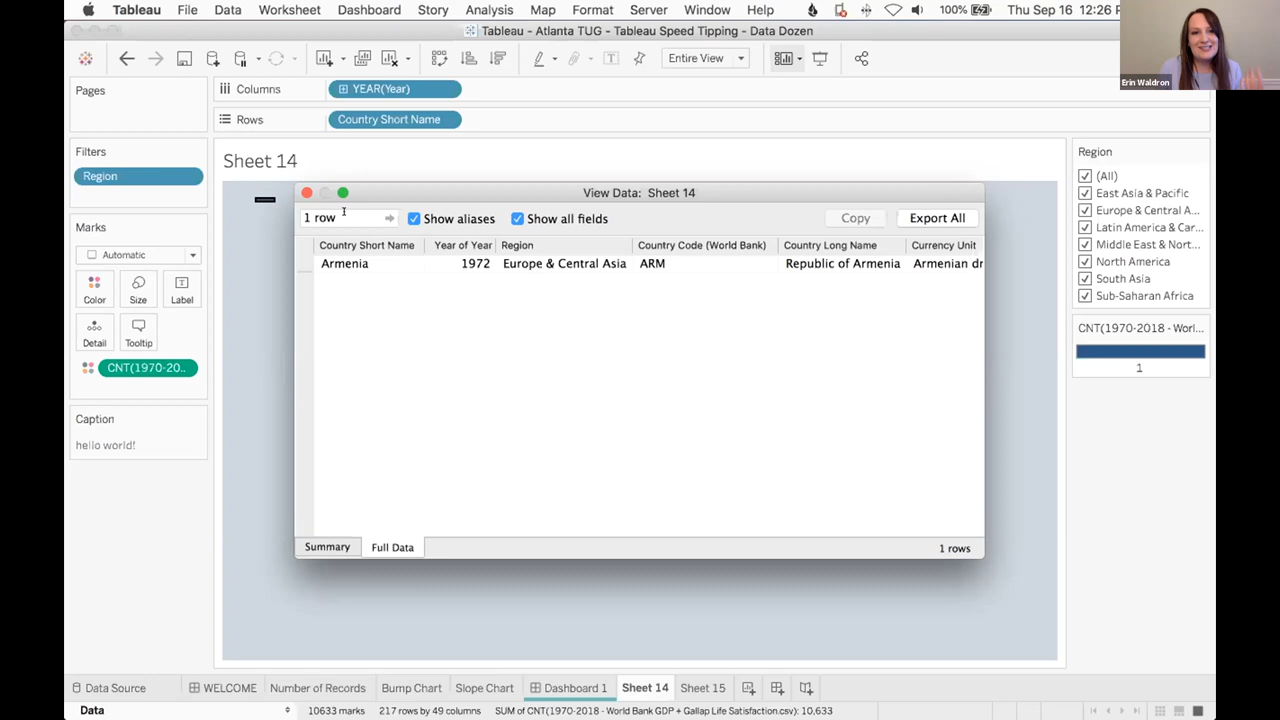 Tableau File Data Worksheet Dashboard Story Analysis Map Format Server Window Help 100% Thu Sep 16 12:26 P
Tableau - Atlanta TUG - Tableau Speed Tipping - Data Dozen
Erin Waldron
Entire View
Pages
Columns YEAR(Year)
Rows Country Short Name
Filters
Region
Sheet 14
Marks
Automatic
Color Size Label
Detail Tooltip
CNT(1970-20..
Caption
hello world!
View Data: Sheet 14
1 row Show aliases Show all fields Copy Export All
Country Short Name Year of Year Region Country Code (World Bank) Country Long Name Currency Unit
Armenia 1972 Europe & Central Asia ARM Republic of Armenia Armenian dr
Summary Full Data 1 rows
Region
(All)
East Asia & Pacific
Europe & Central A...
Latin America & Car...
Middle East & Nort...
North America
South Asia
Sub-Saharan Africa
CNT(1970-2018 - Worl...
1
Data Source WELCOME Number of Records Bump Chart Slope Chart Dashboard 1 Sheet 14 Sheet 15
Data 10633 marks 217 rows by 49 columns SUM of CNT(1970-2018 - World Bank GDP + Gallap Life Satisfaction.csv): 10,633